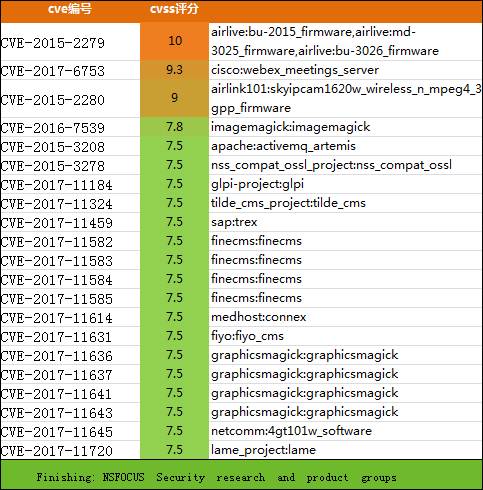 cve编号 cvss评分
CVE-2015-2279 10 airlive:bu-2015_firmware,airlive:md-
3025_firmware,airlive:bu-3026_firmware
CVE-2017-6753 9.3 cisco:webex_meetings_server
CVE-2015-2280 9 airlink101:skyipcam1620w_wireless_n_mpeg4_3
gpp_firmware
CVE-2016-7539 7.8 imagemagick:imagemagick
CVE-2015-3208 7.5 apache:activemq_artemis
CVE-2015-3278 7.5 nss_compat_ossl_project:nss_compat_ossl
CVE-2017-11184 7.5 glpi-project:glpi
CVE-2017-11324 7.5 tilde_cms_project:tilde_cms
CVE-2017-11459 7.5 sap:trex
CVE-2017-11582 7.5 finecms:finecms
CVE-2017-11583 7.5 finecms:finecms
CVE-2017-11584 7.5 finecms:finecms
CVE-2017-11585 7.5 finecms:finecms
CVE-2017-11614 7.5 medhost:connex
CVE-2017-11631 7.5 fiyo:fiyo_cms
CVE-2017-11636 7.5 graphicsmagick:graphicsmagick
CVE-2017-11637 7.5 graphicsmagick:graphicsmagick
CVE-2017-11641 7.5 graphicsmagick:graphicsmagick
CVE-2017-11643 7.5 graphicsmagick:graphicsmagick
CVE-2017-11645 7.5 netcomm:4gt101w_software
CVE-2017-11720 7.5 lame_project:lame
Finishing: NSFOCUS Security research and product groups